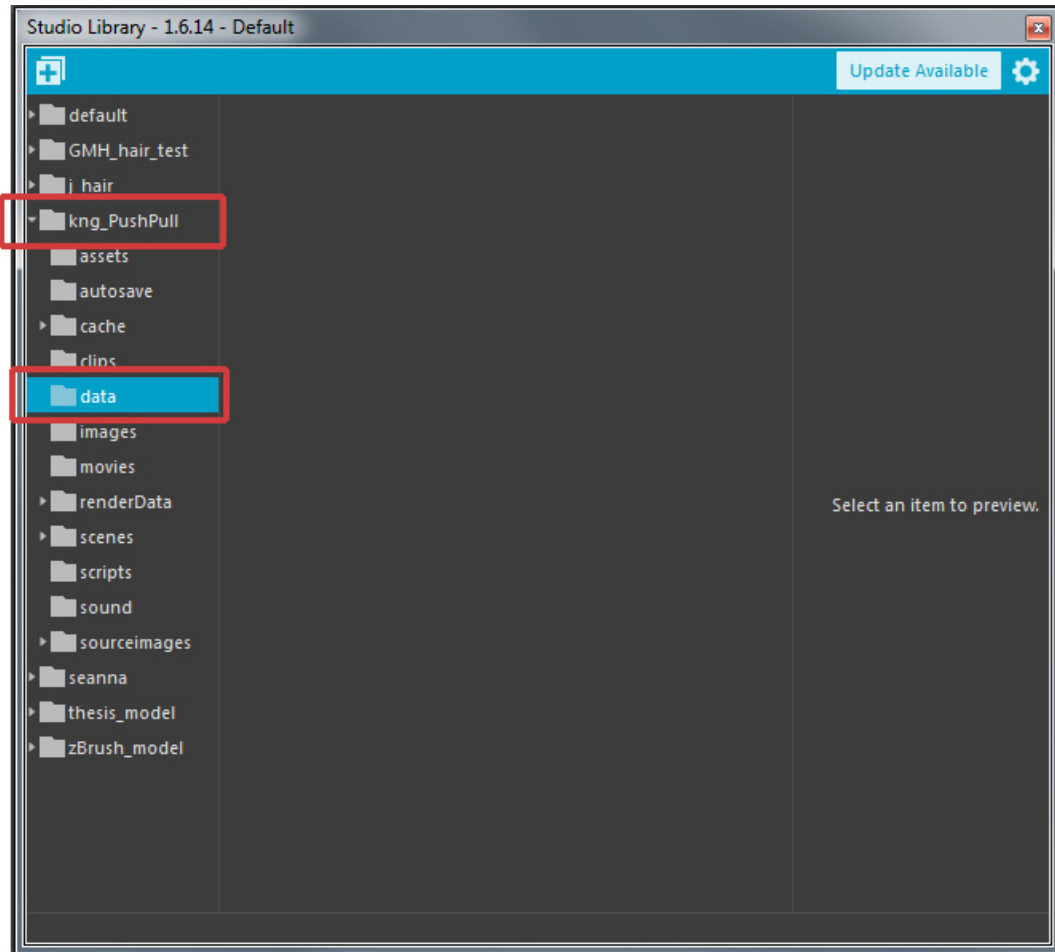 Studio Library - 1.6.14 - Default
Update Available
default
GMH_hair_test
j_hair
kng_PushPull
assets
autosave
cache
clips
data
images
movies
renderData
Select an item to preview.
scenes
scripts
sound
sourceimages
seanna
thesis_model
zBrush_model